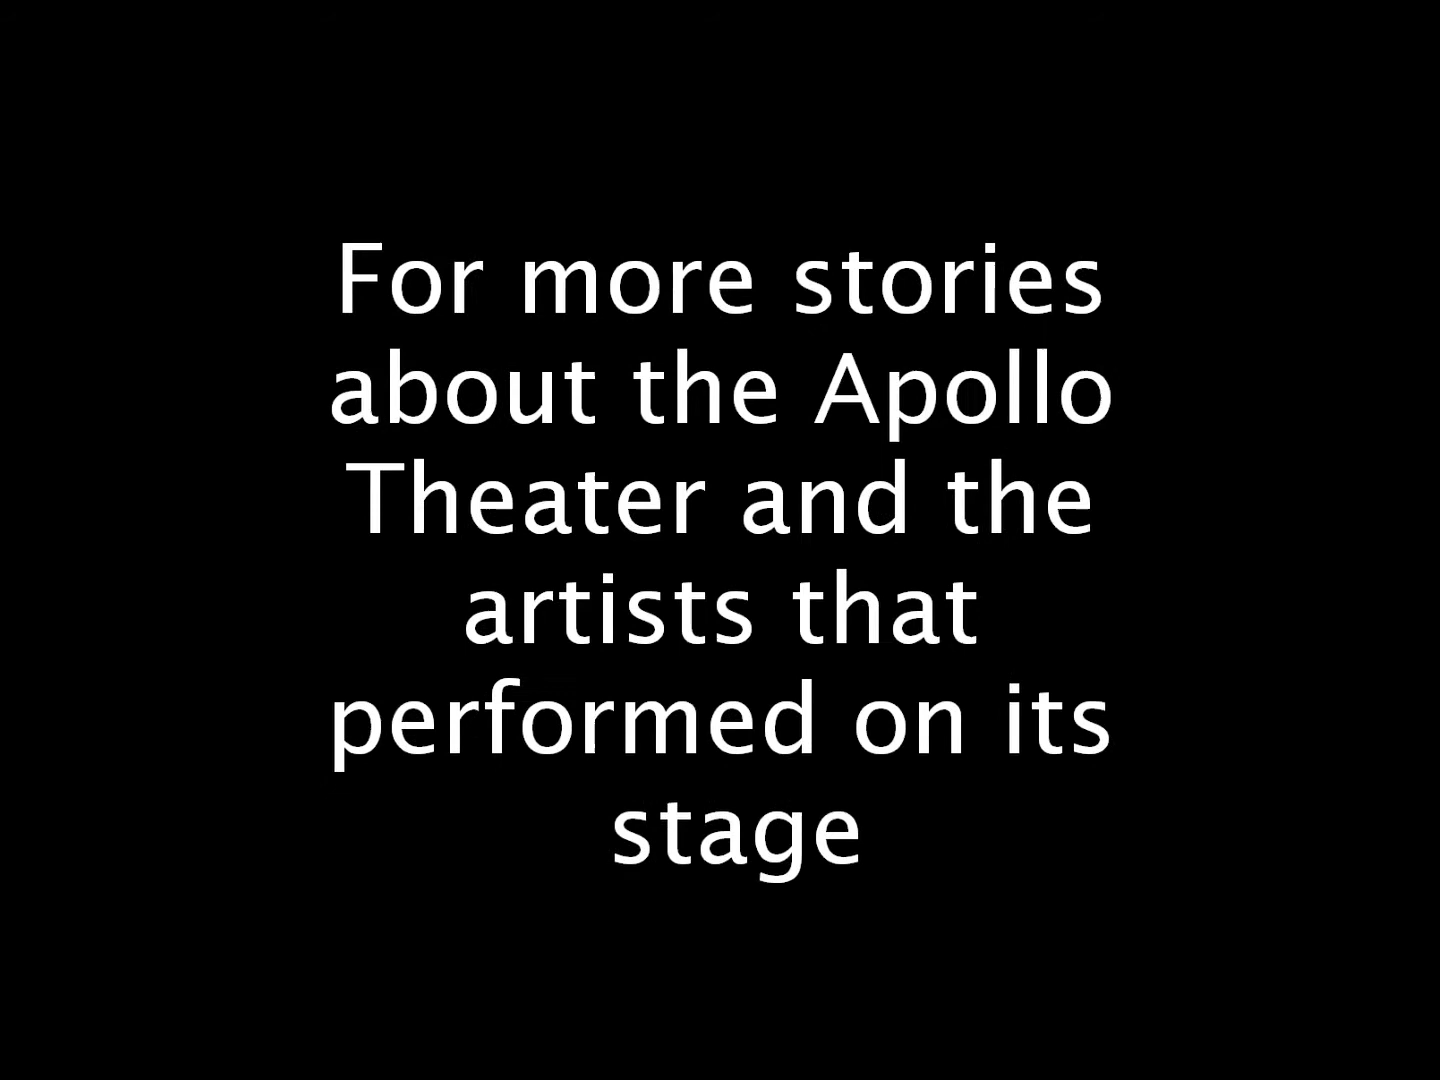 For more stories
about the Apollo
Theater and the
artists that
performed on its
stage